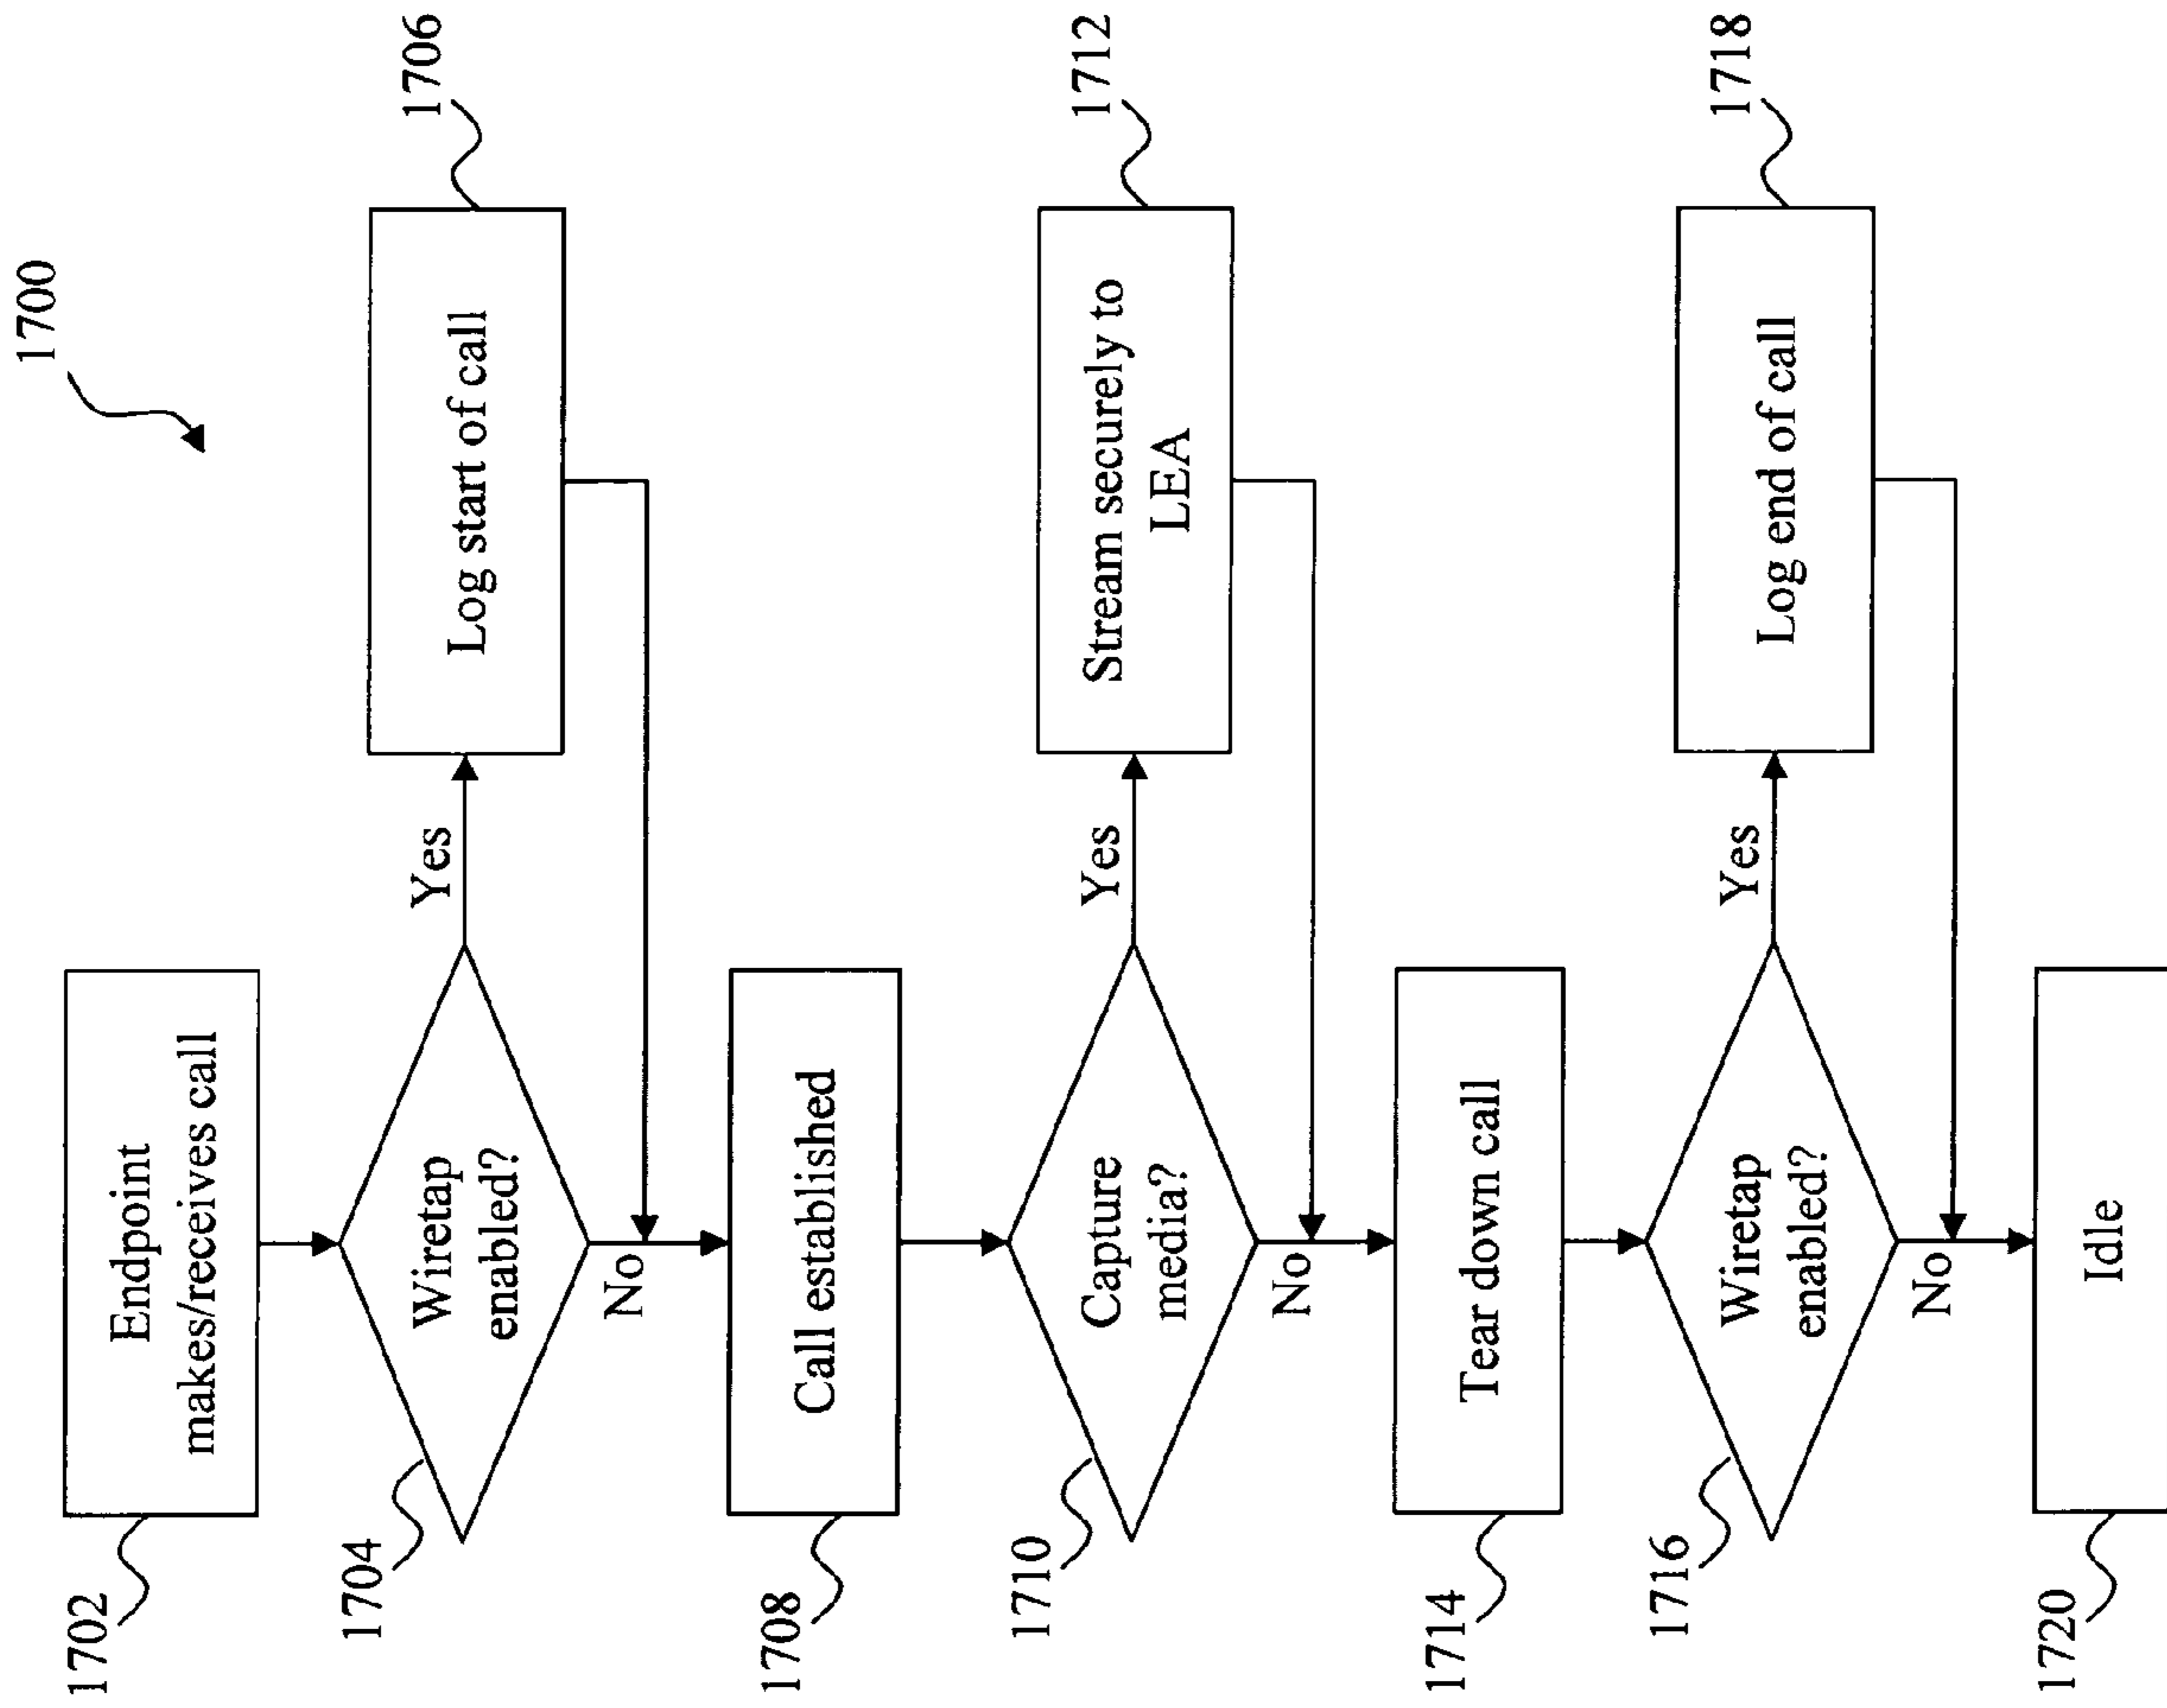 1700
1702
Endpoint
makes/receives call
1704
Wiretap
enabled?
Yes
Log start of call
1706
No
1708
Call established
1710
Capture
media?
Yes
Stream securely to
LEA
1712
No
1714
Tear down call
1716
Wiretap
enabled?
Yes
Log end of call
1718
No
1720
Idle